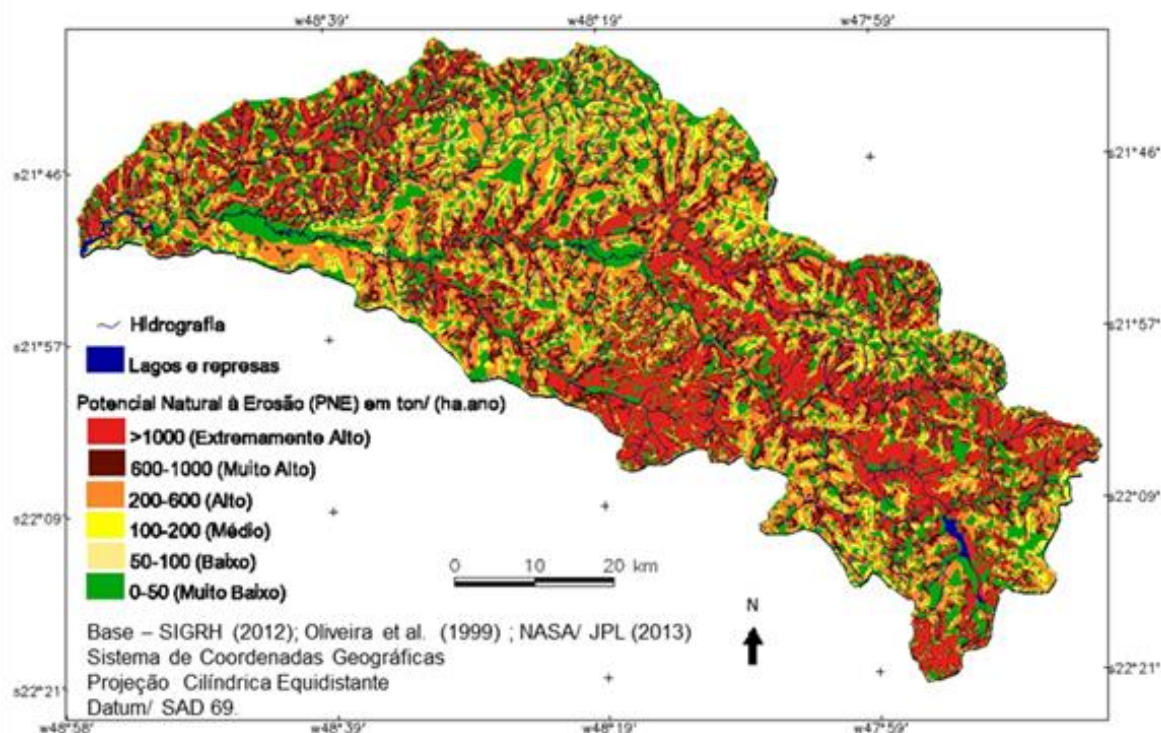 w48°39' w48°19' w47°59'
s21°46' s21°46'
s21°57' s21°57'
s22°09' s22°09'
s22°21' s22°21'
Hidrografia
Lagos e represas
Potencial Natural à Erosão (PNE) em ton/ (ha.ano)
>1000 (Extremamente Alto)
600-1000 (Muito Alto)
200-600 (Alto)
100-200 (Médio)
50-100 (Baixo)
0-50 (Muito Baixo)
0 10 20 km
N
Base – SIGRH (2012); Oliveira et al. (1999) ; NASA/ JPL (2013)
Sistema de Coordenadas Geográficas
Projeção Cilíndrica Equidistante
Datum/ SAD 69.
w48°58' w48°39' w48°19' w47°59'